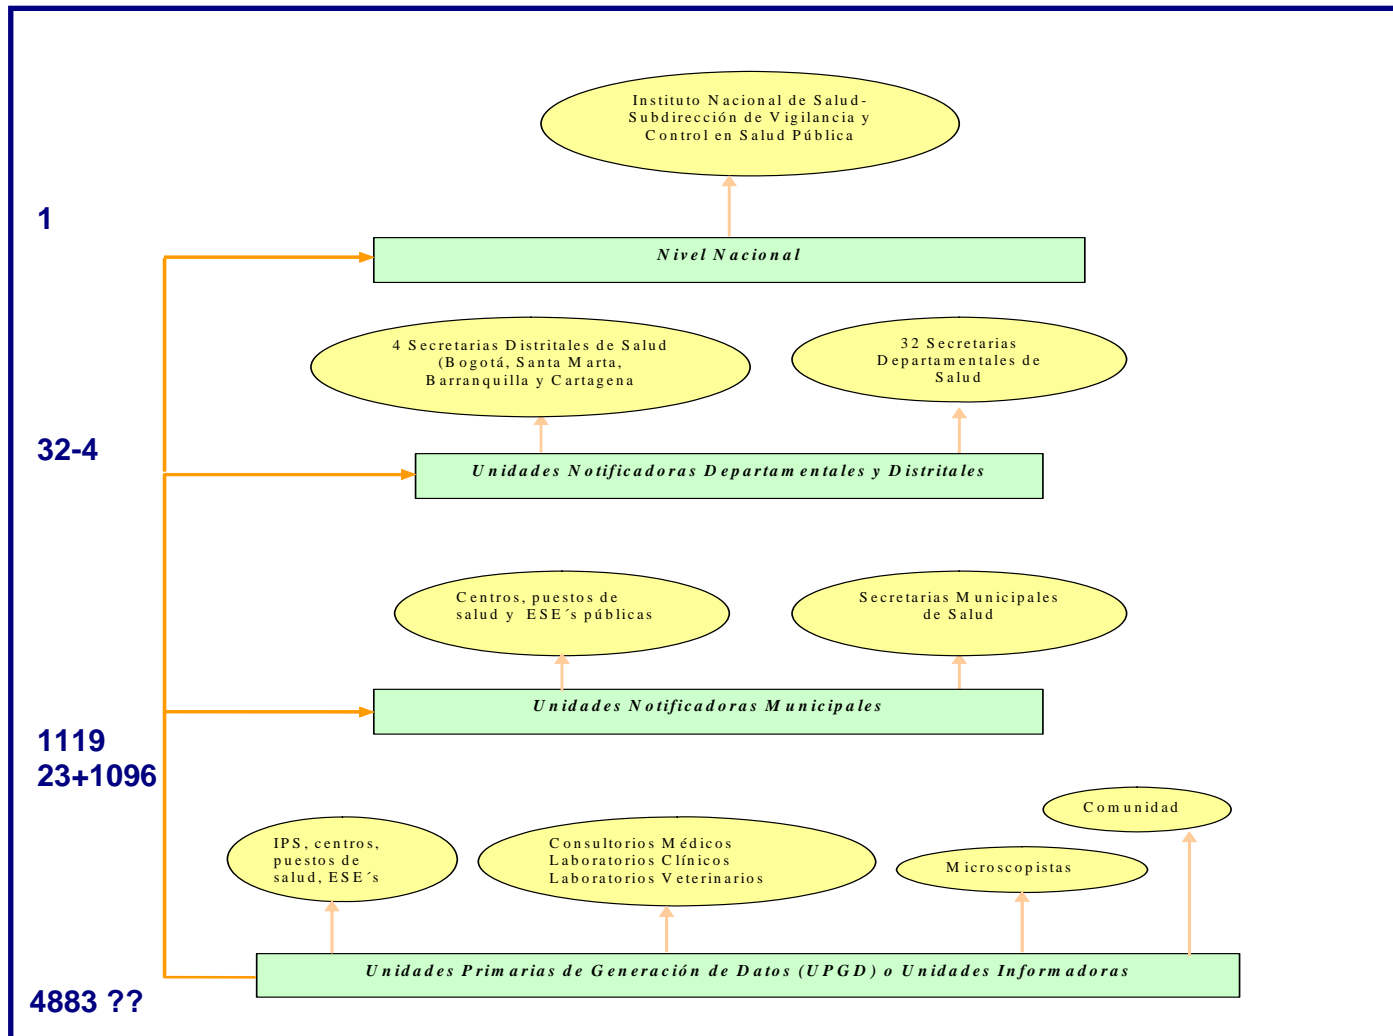 Instituto Nacional de Salud-
Subdirección de Vigilancia y
Control en Salud Pública
1
Nivel Nacional
4 Secretarias Distritales de Salud
(Bogotá, Santa Marta,
Barranquilla y Cartagena
32 Secretarias
Departamentales de
Salud
32-4
Unidades Notificadoras Departamentales y Distritales
Centros, puestos de
salud y ESE´s públicas
Secretarias Municipales
de Salud
Unidades Notificadoras Municipales
1119
23+1096
Comunidad
IPS, centros,
puestos de
salud, ESE´s
Consultorios Médicos
Laboratorios Clínicos
Laboratorios Veterinarios
Microscopistas
Unidades Primarias de Generación de Datos (UPGD) o Unidades Informadoras
4883 ??